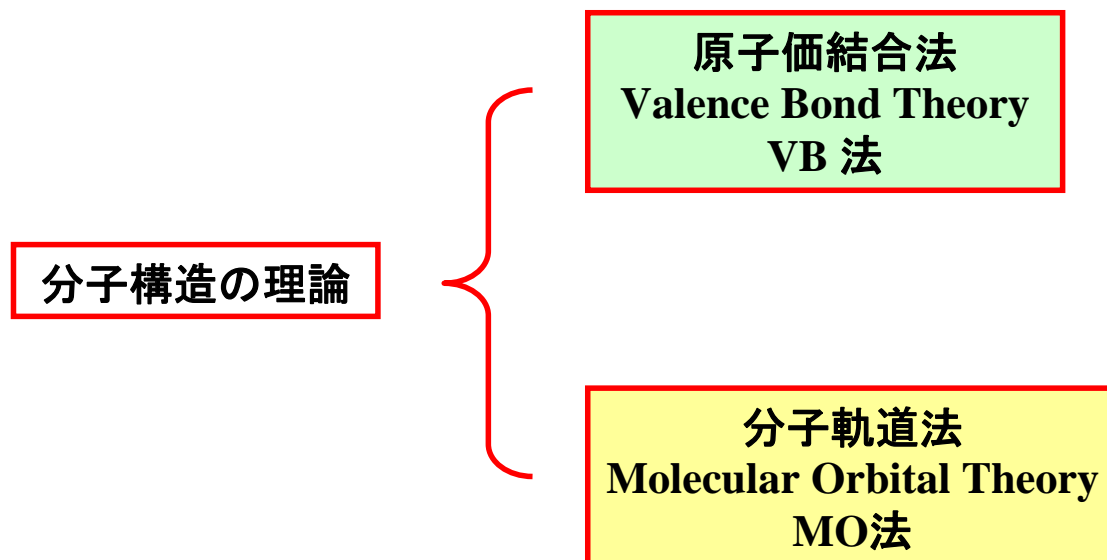 原子価結合法
Valence Bond Theory
VB 法
分子構造の理論
分子軌道法
Molecular Orbital Theory
MO法